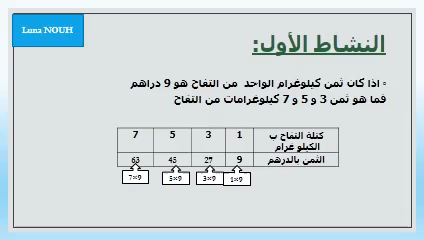 Luna NOUH
النشاط الأول:
◦ اذا كان ثمن كيلوغرام الواحد من التفاح هو 9 دراهم
فما هو ثمن 3 و 5 و 7 كيلوغرامات من التفاح
كتلة التفاح ب الكيلو غرام 1 3 5 7
الثمن بالدرهم 9 27 45 63
1×9 3×9 5×9 7×9